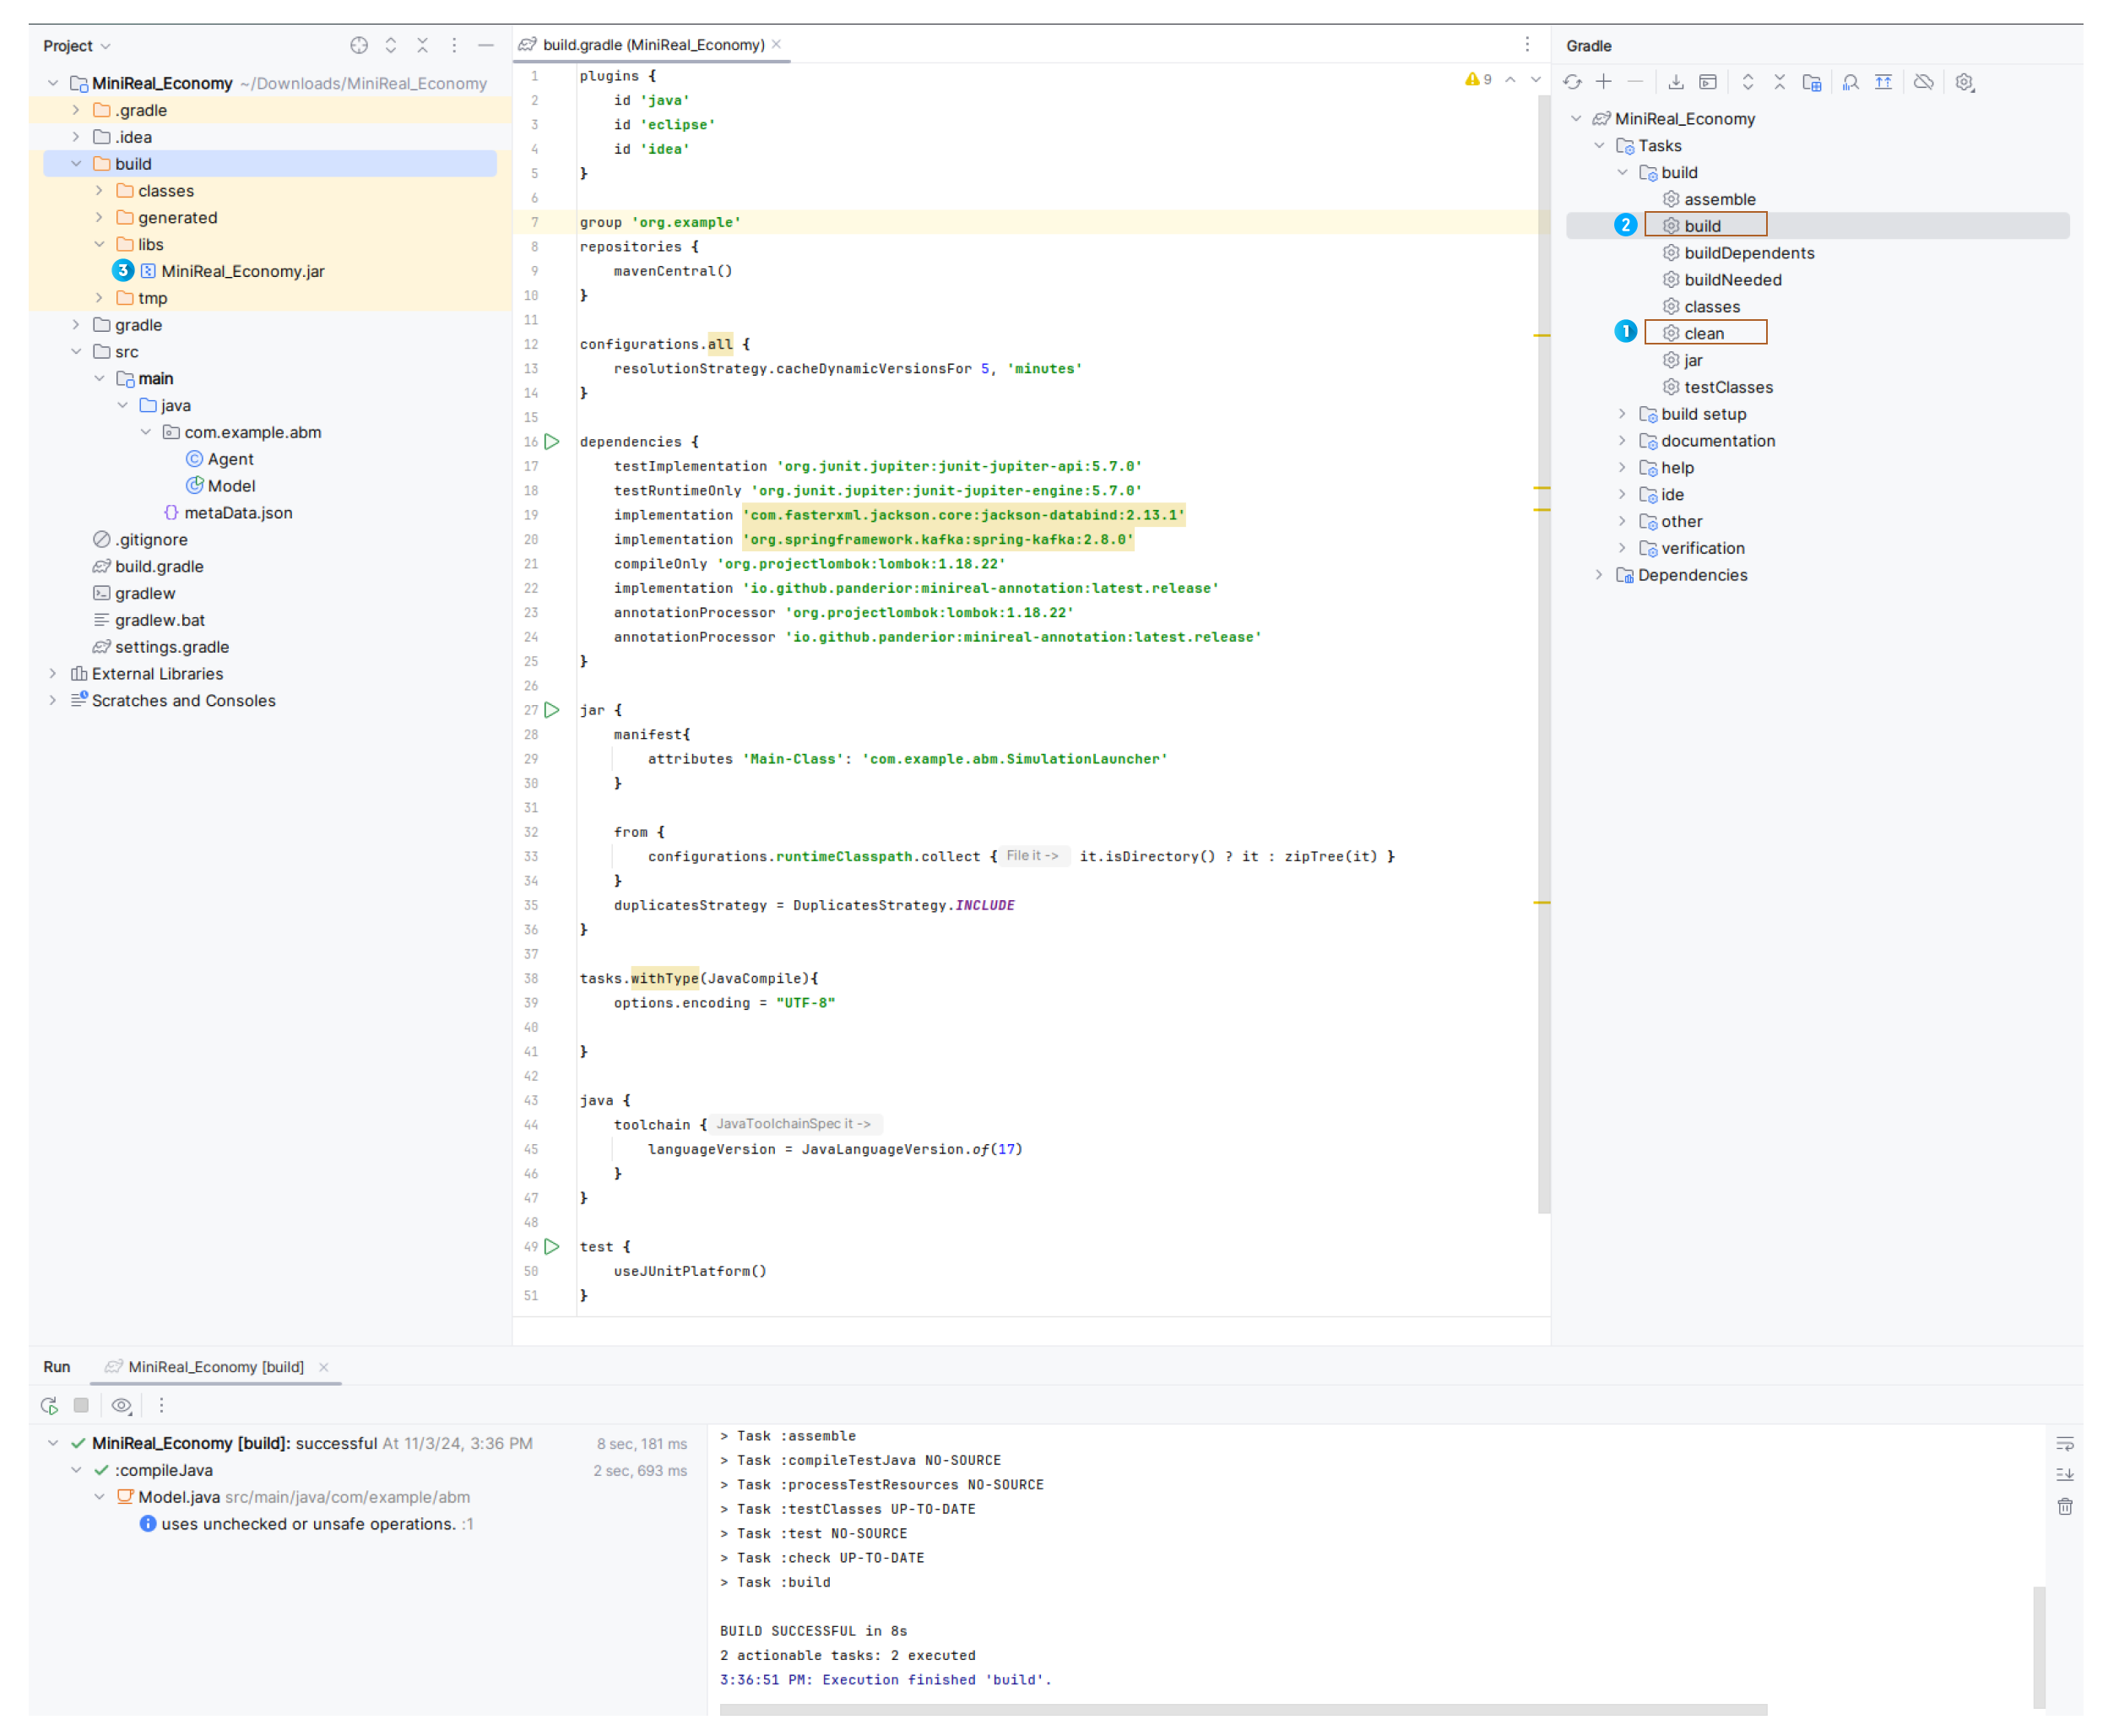 Project
MiniReal_Economy ~/Downloads/MiniReal_Economy
.gradle
.idea
build
classes
generated
libs
3 MiniReal_Economy.jar
tmp
gradle
src
main
java
com.example.abm
Agent
Model
metaData.json
.gitignore
build.gradle
gradlew
gradlew.bat
settings.gradle
External Libraries
Scratches and Consoles
build.gradle (MiniReal_Economy)
9
1 plugins {
2 id 'java'
3 id 'eclipse'
4 id 'idea'
5 }
6
7 group 'org.example'
8 repositories {
9 mavenCentral()
10 }
11
12 configurations.all {
13 resolutionStrategy.cacheDynamicVersionsFor 5, 'minutes'
14 }
15
16 dependencies {
17 testImplementation 'org.junit.jupiter:junit-jupiter-api:5.7.0'
18 testRuntimeOnly 'org.junit.jupiter:junit-jupiter-engine:5.7.0'
19 implementation 'com.fasterxml.jackson.core:jackson-databind:2.13.1'
20 implementation 'org.springframework.kafka:spring-kafka:2.8.0'
21 compileOnly 'org.projectlombok:lombok:1.18.22'
22 implementation 'io.github.panderior:minireal-annotation:latest.release'
23 annotationProcessor 'org.projectlombok:lombok:1.18.22'
24 annotationProcessor 'io.github.panderior:minireal-annotation:latest.release'
25 }
26
27 jar {
28 manifest{
29 attributes 'Main-Class': 'com.example.abm.SimulationLauncher'
30 }
31
32 from {
33 configurations.runtimeClasspath.collect { File it -> it.isDirectory() ? it : zipTree(it) }
34 }
35 duplicatesStrategy = DuplicatesStrategy.INCLUDE
36 }
37
38 tasks.withType(JavaCompile){
39 options.encoding = "UTF-8"
40
41 }
42
43 java {
44 toolchain { JavaToolchainSpec it ->
45 languageVersion = JavaLanguageVersion.of(17)
46 }
47 }
48
49 test {
50 useJUnitPlatform()
51 }
Gradle
MiniReal_Economy
Tasks
build
assemble
2 build
buildDependents
buildNeeded
classes
1 clean
jar
testClasses
build setup
documentation
help
ide
other
verification
Dependencies
Run MiniReal_Economy [build]
MiniReal_Economy [build]: successful At 11/3/24, 3:36 PM 8 sec, 181 ms
:compileJava 2 sec, 693 ms
Model.java src/main/java/com/example/abm
uses unchecked or unsafe operations. :1
> Task :assemble
> Task :compileTestJava NO-SOURCE
> Task :processTestResources NO-SOURCE
> Task :testClasses UP-TO-DATE
> Task :test NO-SOURCE
> Task :check UP-TO-DATE
> Task :build
BUILD SUCCESSFUL in 8s
2 actionable tasks: 2 executed
3:36:51 PM: Execution finished 'build'.